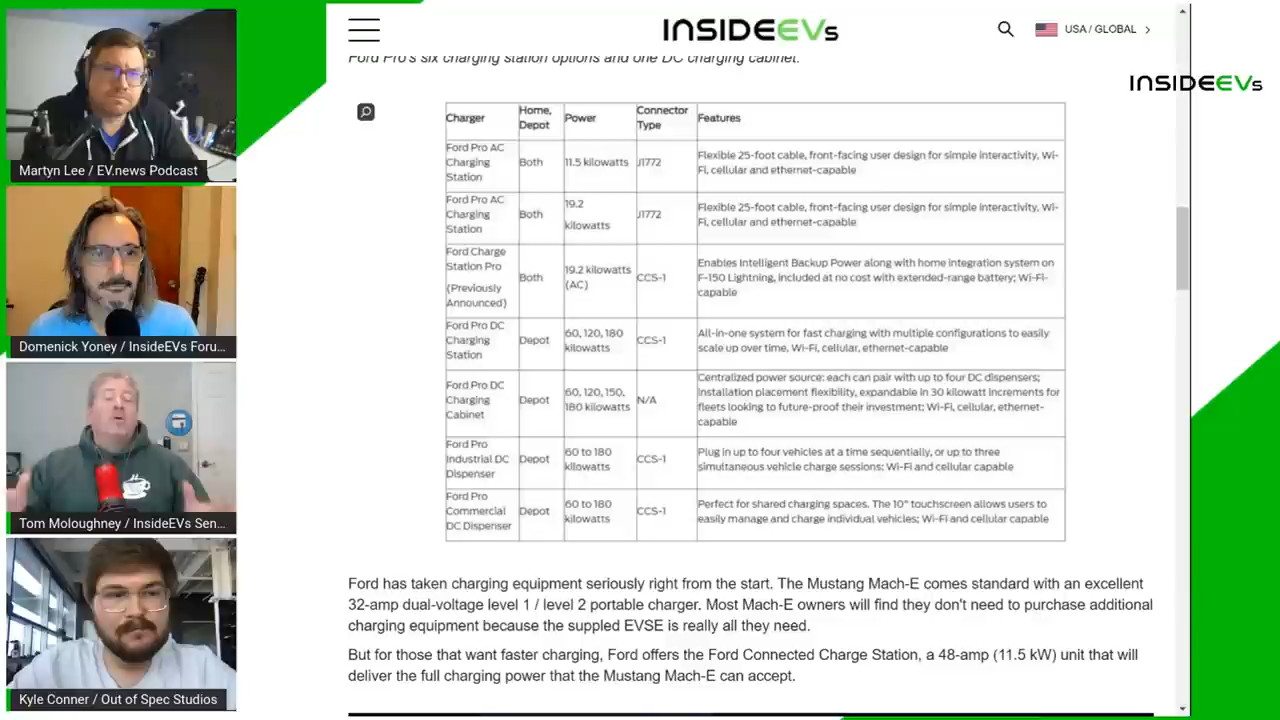 INSIDEEVs
USA / GLOBAL
INSIDEEVs
Ford Pro's six charging station options and one DC charging cabinet.
Charger
Home,
Depot
Power
Connector
Type
Features
Ford Pro AC
Charging
Station
Both
11.5 kilowatts
J1772
Flexible 25-foot cable, front-facing user design for simple interactivity, Wi-
Fi, cellular and ethernet-capable
Ford Pro AC
Charging
Station
Both
19.2
kilowatts
J1772
Flexible 25-foot cable, front-facing user design for simple interactivity, Wi-
Fi, cellular and ethernet-capable
Ford Charge
Station Pro
(Previously
Announced)
Both
19.2 kilowatts
(AC)
CCS-1
Enables Intelligent Backup Power along with home integration system on
F-150 Lightning, included at no cost with extended-range battery; Wi-Fi-
capable
Ford Pro DC
Charging
Station
Depot
60, 120, 180
kilowatts
CCS-1
All-in-one system for fast charging with multiple configurations to easily
scale up over time, Wi-Fi, cellular, ethernet-capable
Ford Pro DC
Charging
Cabinet
Depot
60, 120, 150,
180 kilowatts
N/A
Centralized power source: each can pair with up to four DC dispensers;
installation placement flexibility, expandable in 30 kilowatt increments for
fleets looking to future-proof their investment; Wi-Fi, cellular, ethernet-
capable
Ford Pro
Industrial DC
Dispenser
Depot
60 to 180
kilowatts
CCS-1
Plug in up to four vehicles at a time sequentially, or up to three
simultaneous vehicle charge sessions; Wi-Fi and cellular capable
Ford Pro
Commercial
DC Dispenser
Depot
60 to 180
kilowatts
CCS-1
Perfect for shared charging spaces. The 10" touchscreen allows users to
easily manage and charge individual vehicles; Wi-Fi and cellular capable
Ford has taken charging equipment seriously right from the start. The Mustang Mach-E comes standard with an excellent
32-amp dual-voltage level 1 / level 2 portable charger. Most Mach-E owners will find they don't need to purchase additional
charging equipment because the suppled EVSE is really all they need.
But for those that want faster charging, Ford offers the Ford Connected Charge Station, a 48-amp (11.5 kW) unit that will
deliver the full charging power that the Mustang Mach-E can accept.
Martyn Lee / EV.news Podcast
Domenick Yoney / InsideEVs Foru...
Tom Moloughney / InsideEVs Sen...
Kyle Conner / Out of Spec Studios